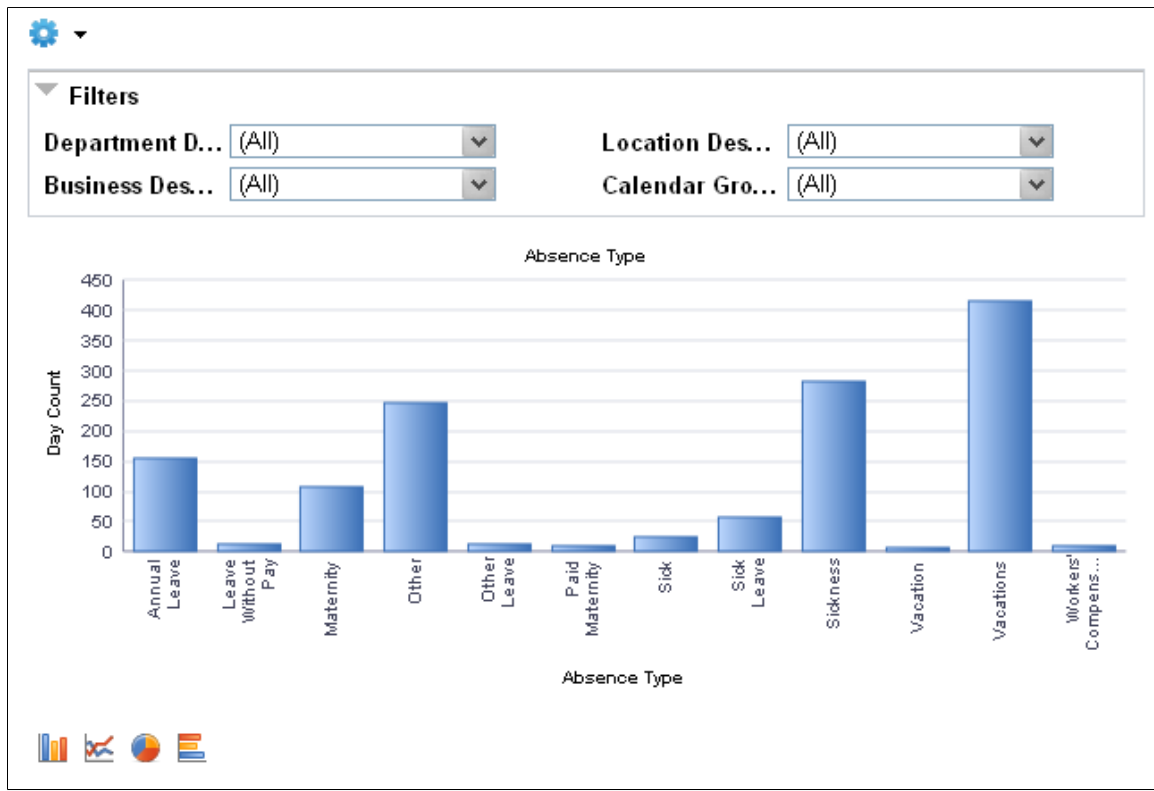 Filters
Department D... (All) Location Des... (All)
Business Des... (All) Calendar Gro... (All)
Absence Type
450
400
350
300
250
200
150
100
50
0
Day Count
Annual
Leave
Leave
Without
Pay
Maternity
Other
Other
Leave
Paid
Maternity
Sick
Sick
Leave
Sickness
Vacation
Vacations
Workers'
Compens...
Absence Type